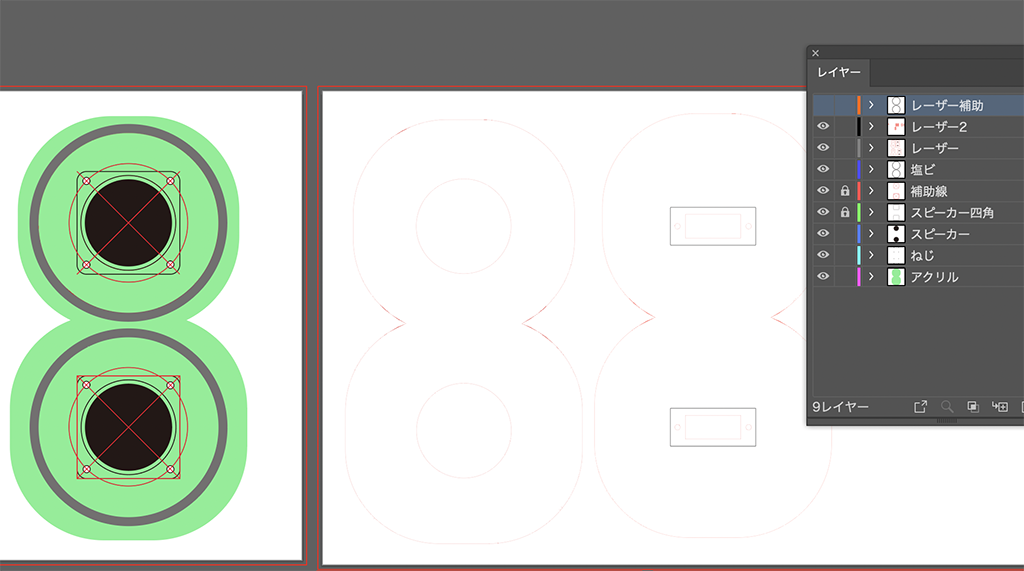 レイヤー
レーザー補助
レーザー2
レーザー
塩ビ
補助線
スピーカー四角
スピーカー
ねじ
アクリル
9レイヤー